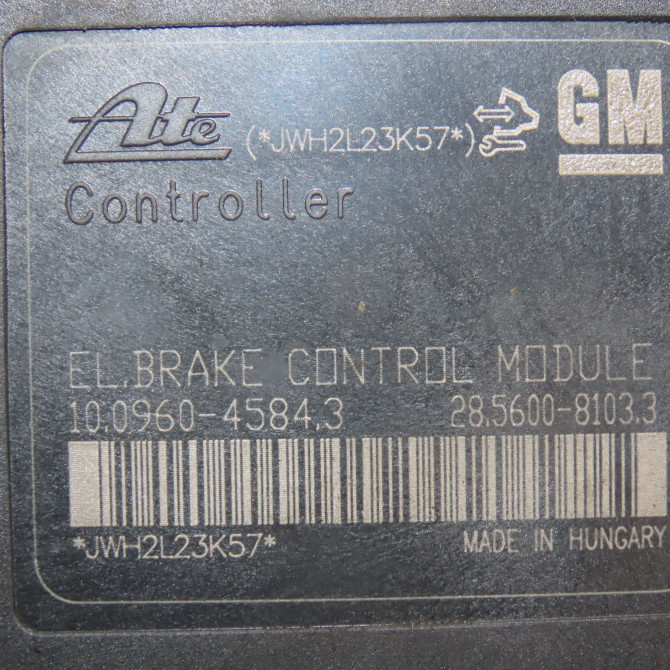 Ate (*JWH2L23K57*) GM
Controller
EL.BRAKE CONTROL MODULE
10.0960-4584.3 28.5600-8103.3
*JWH2L23K57*
MADE IN HUNGARY